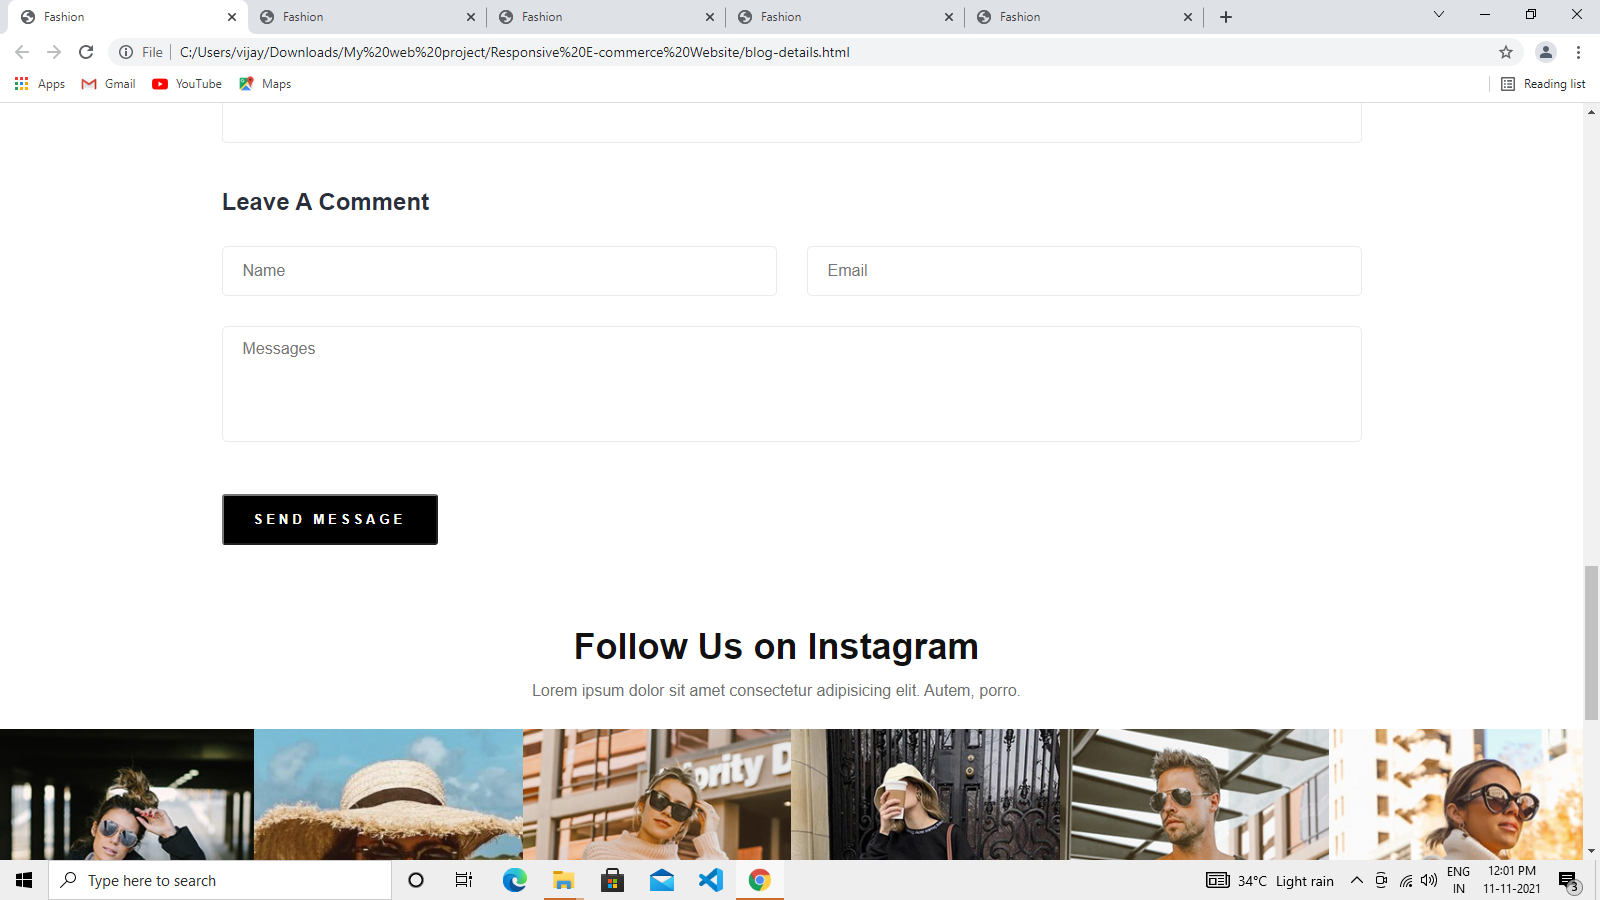 Fashion
Fashion
Fashion
Fashion
Fashion
File
C:/Users/vijay/Downloads/My%20web%20project/Responsive%20E-commerce%20Website/blog-details.html
Apps
Gmail
YouTube
Maps
Reading list
Leave A Comment
Name
Email
Messages
SEND MESSAGE
Follow Us on Instagram
Lorem ipsum dolor sit amet consectetur adipisicing elit. Autem, porro.
Type here to search
34°C Light rain
ENG
IN
12:01 PM
11-11-2021
3